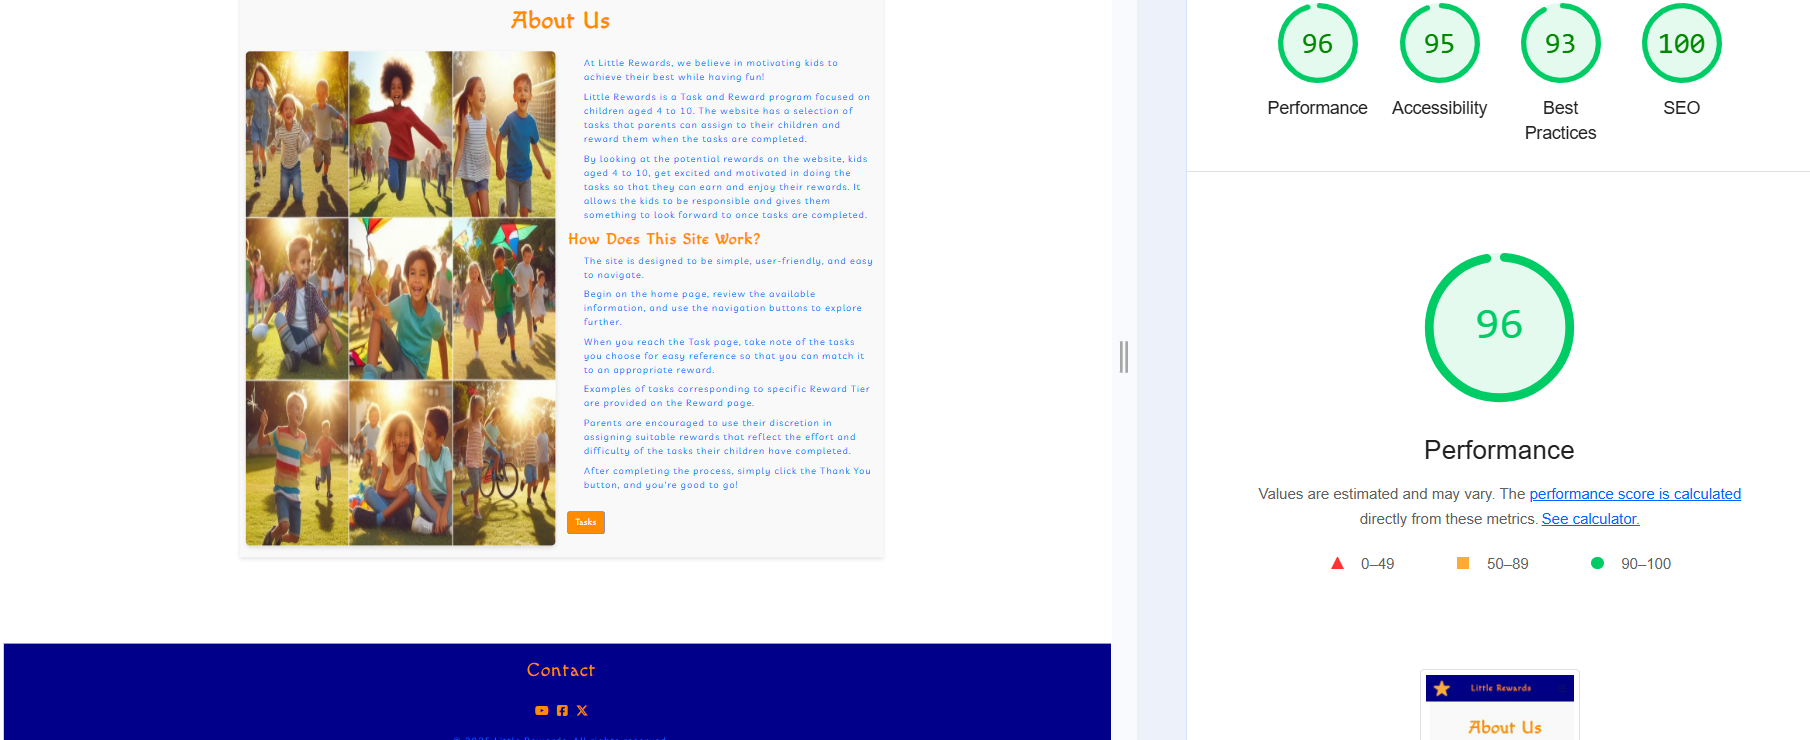 About Us
At Little Rewards, we believe in motivating kids to
achieve their best while having fun!
Little Rewards is a Task and Reward program focused on
children aged 4 to 10. The website has a selection of
tasks that parents can assign to their children and
reward them when the tasks are completed.
By looking at the potential rewards on the website, kids
aged 4 to 10, get excited and motivated in doing the
tasks so that they can earn and enjoy their rewards. It
allows the kids to be responsible and gives them
something to look forward to once tasks are completed.
How Does This Site Work?
The site is designed to be simple, user-friendly, and easy
to navigate.
Begin on the home page, review the available
information, and use the navigation buttons to explore
further.
When you reach the Task page, take note of the tasks
you choose for easy reference so that you can match it
to an appropriate reward.
Examples of tasks corresponding to specific Reward Tier
are provided on the Reward page.
Parents are encouraged to use their discretion in
assigning suitable rewards that reflect the effort and
difficulty of the tasks their children have completed.
After completing the process, simply click the Thank You
button, and you're good to go!
Tasks
Contact
© 2025 Little Rewards. All rights reserved.
96
95
93
100
Performance
Accessibility
Best
Practices
SEO
96
Performance
Values are estimated and may vary. The performance score is calculated
directly from these metrics. See calculator.
0–49
50–89
90–100
Little Rewards
About Us